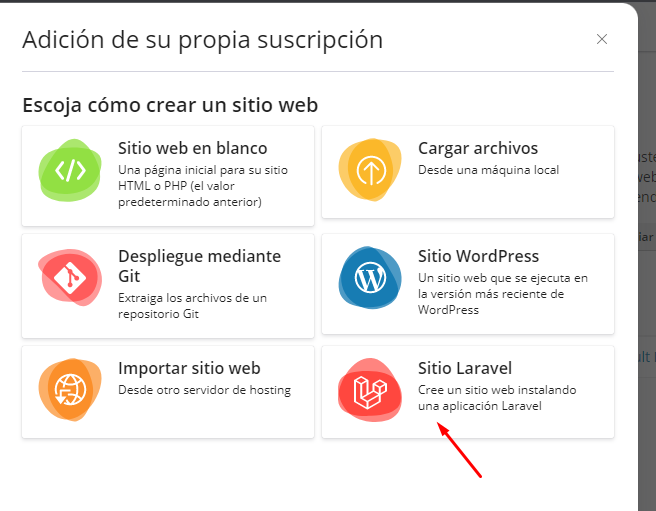 Adición de su propia suscripción
Escoja cómo crear un sitio web
Sitio web en blanco
Una página inicial para su sitio
HTML o PHP (el valor
predeterminado anterior)
Cargar archivos
Desde una máquina local
Despliegue mediante
Git
Extraiga los archivos de un
repositorio Git
Sitio WordPress
Un sitio web que se ejecuta en
la versión más reciente de
WordPress
Importar sitio web
Desde otro servidor de hosting
Sitio Laravel
Cree un sitio web instalando
una aplicación Laravel